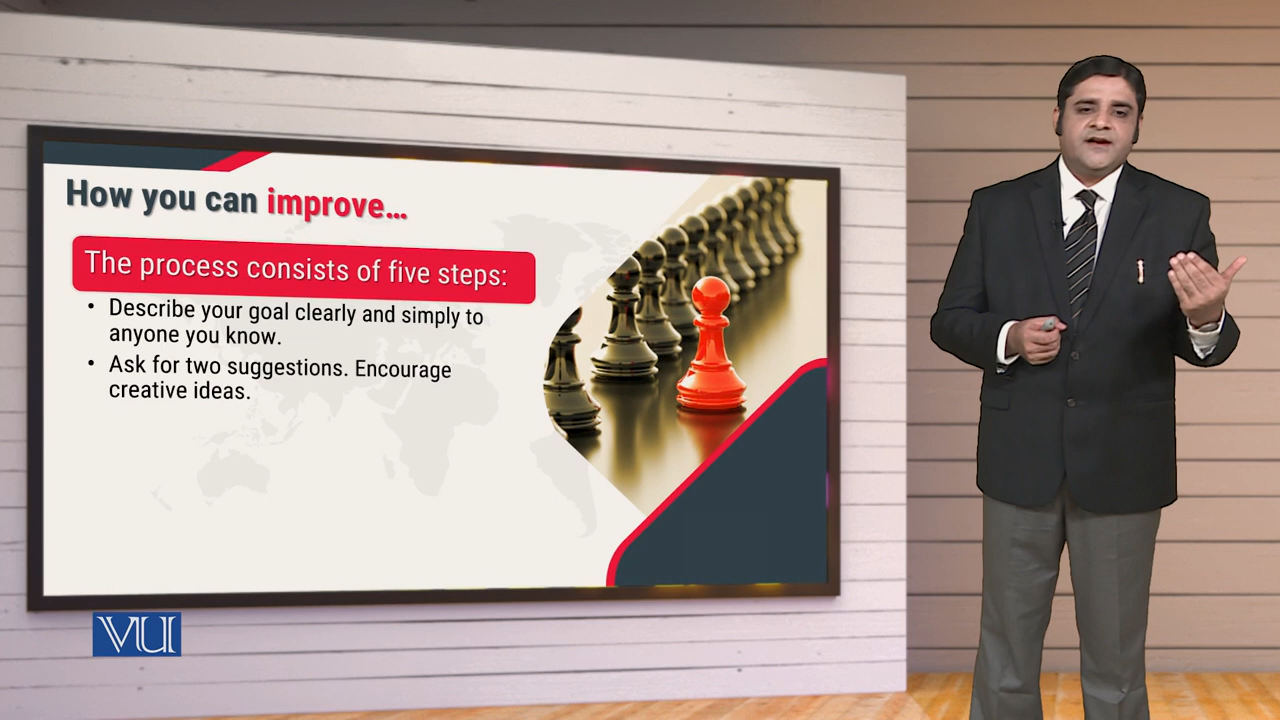 How you can improve...
The process consists of five steps:
• Describe your goal clearly and simply to
anyone you know.
• Ask for two suggestions. Encourage
creative ideas.
VU